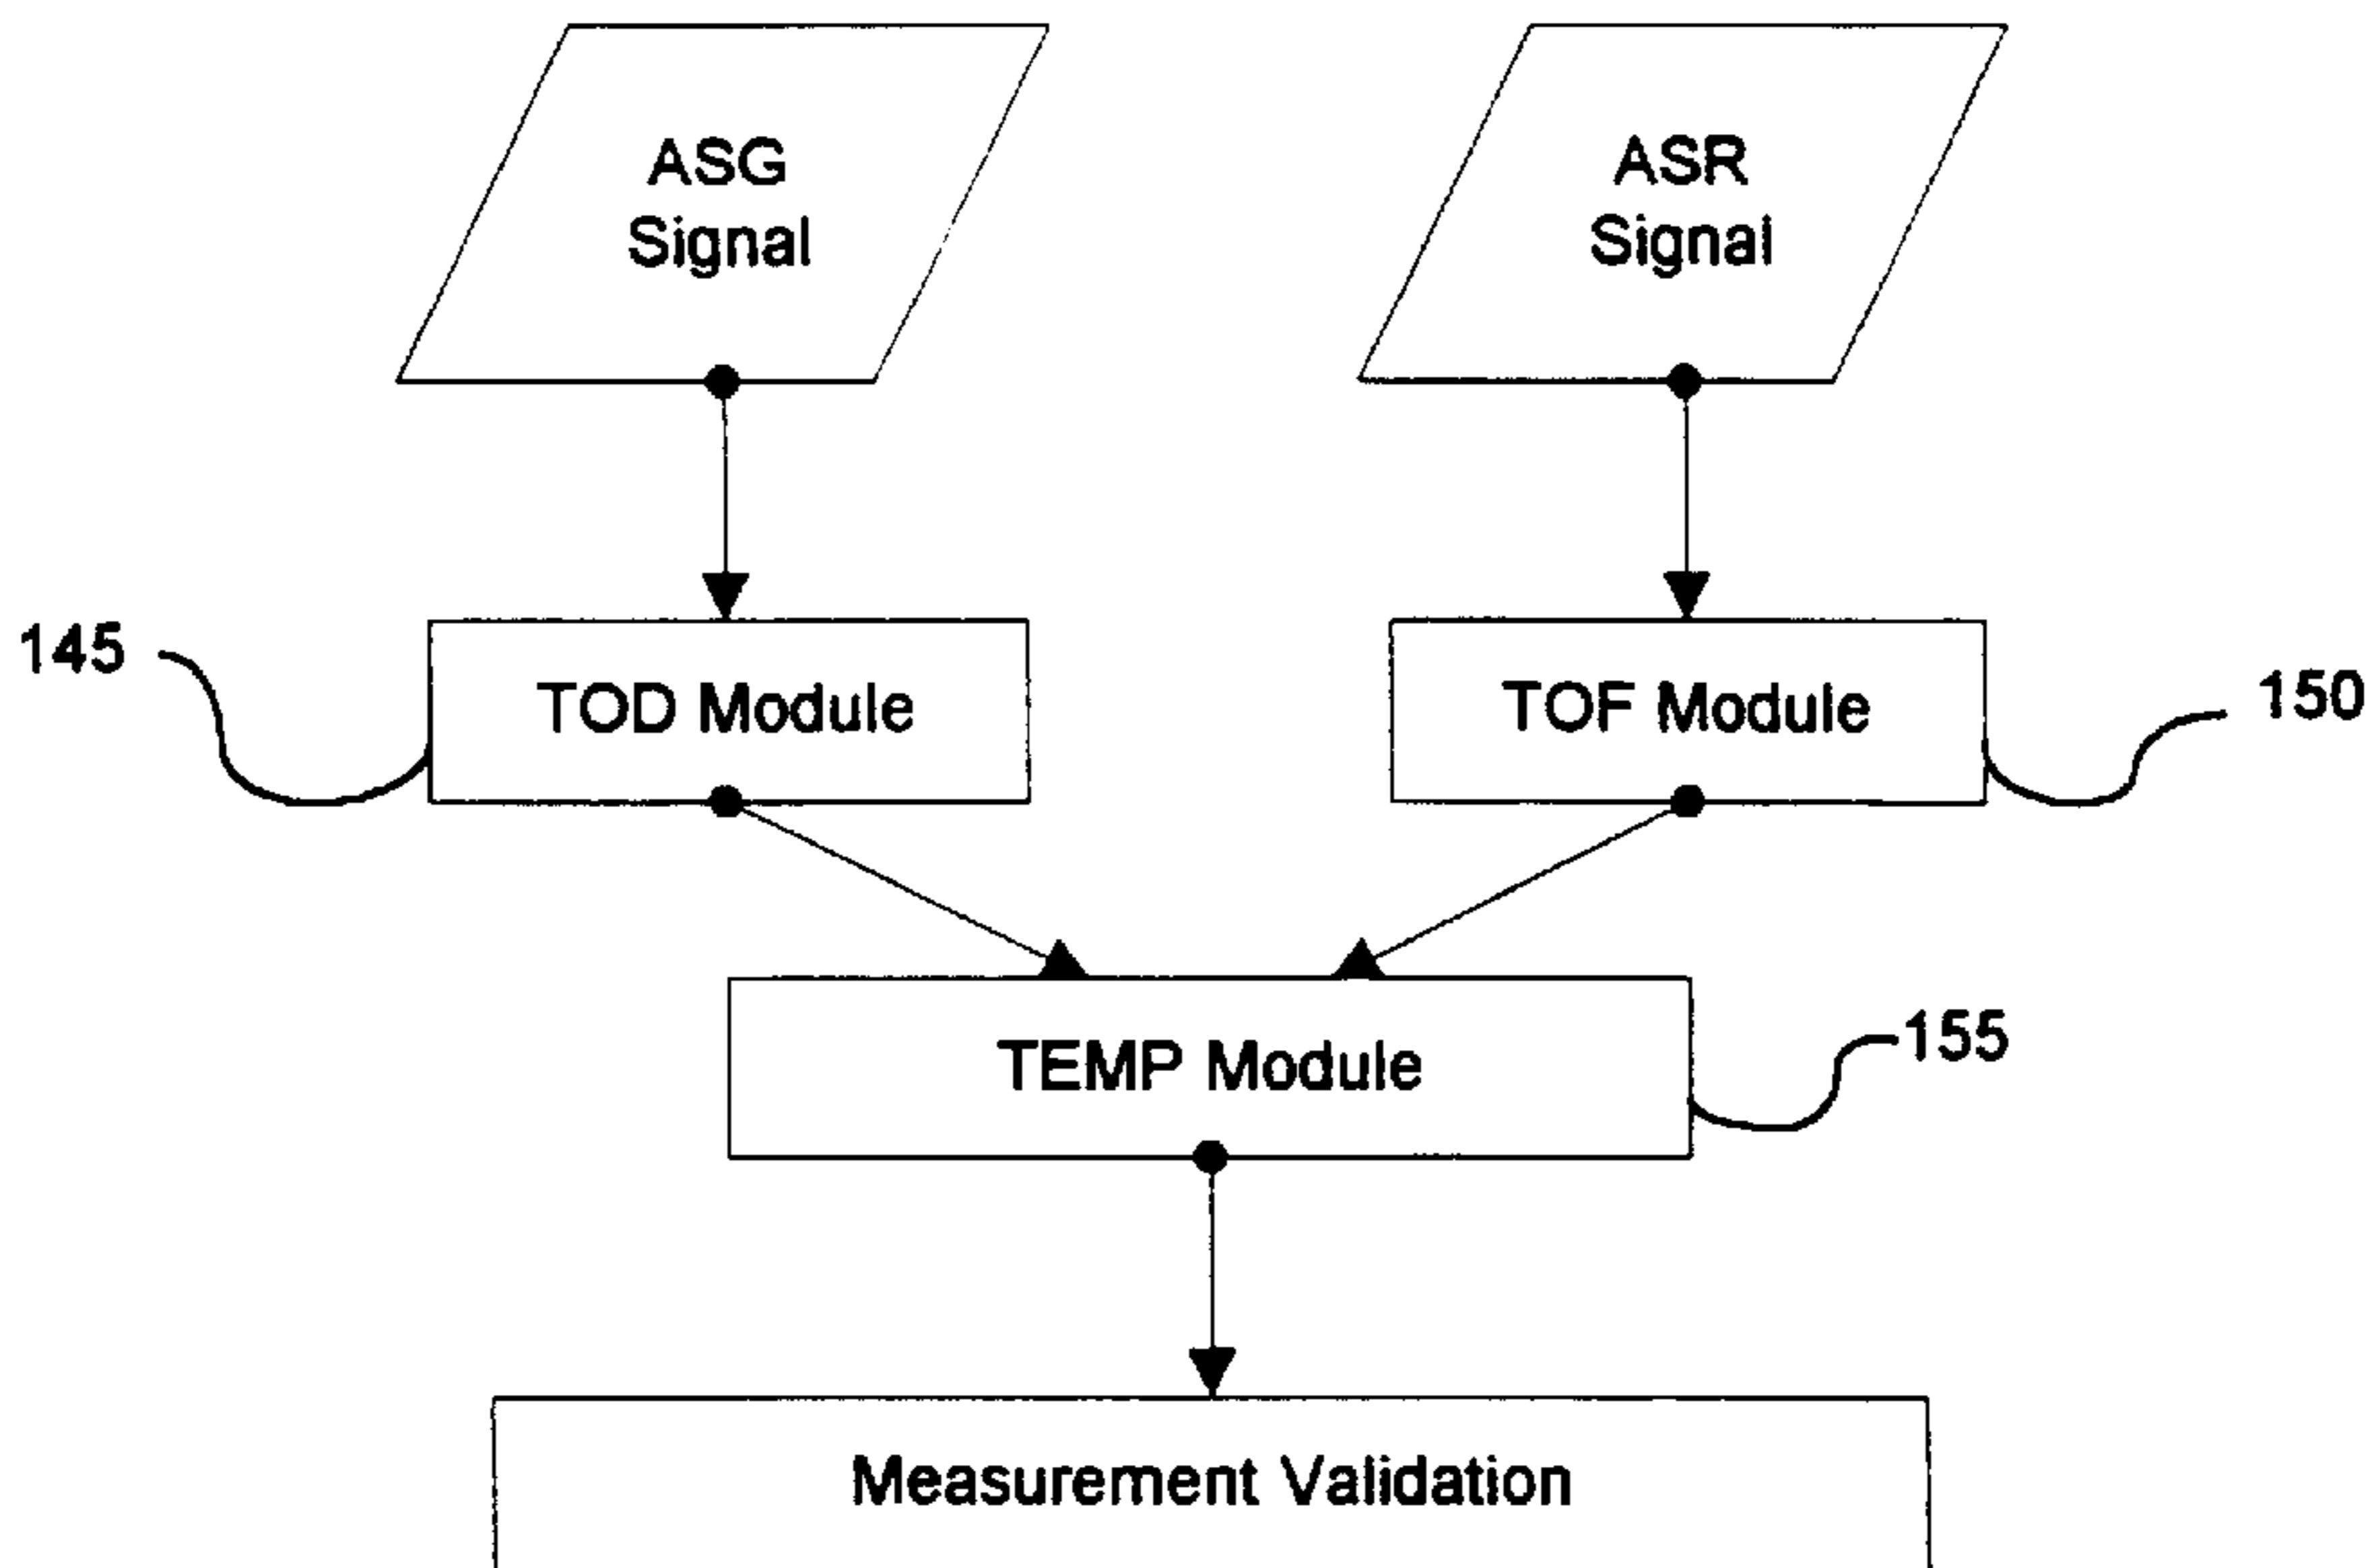 ASG
Signal
ASR
Signal
145
TOD Module
TOF Module
150
TEMP Module
155
Measurement Validation